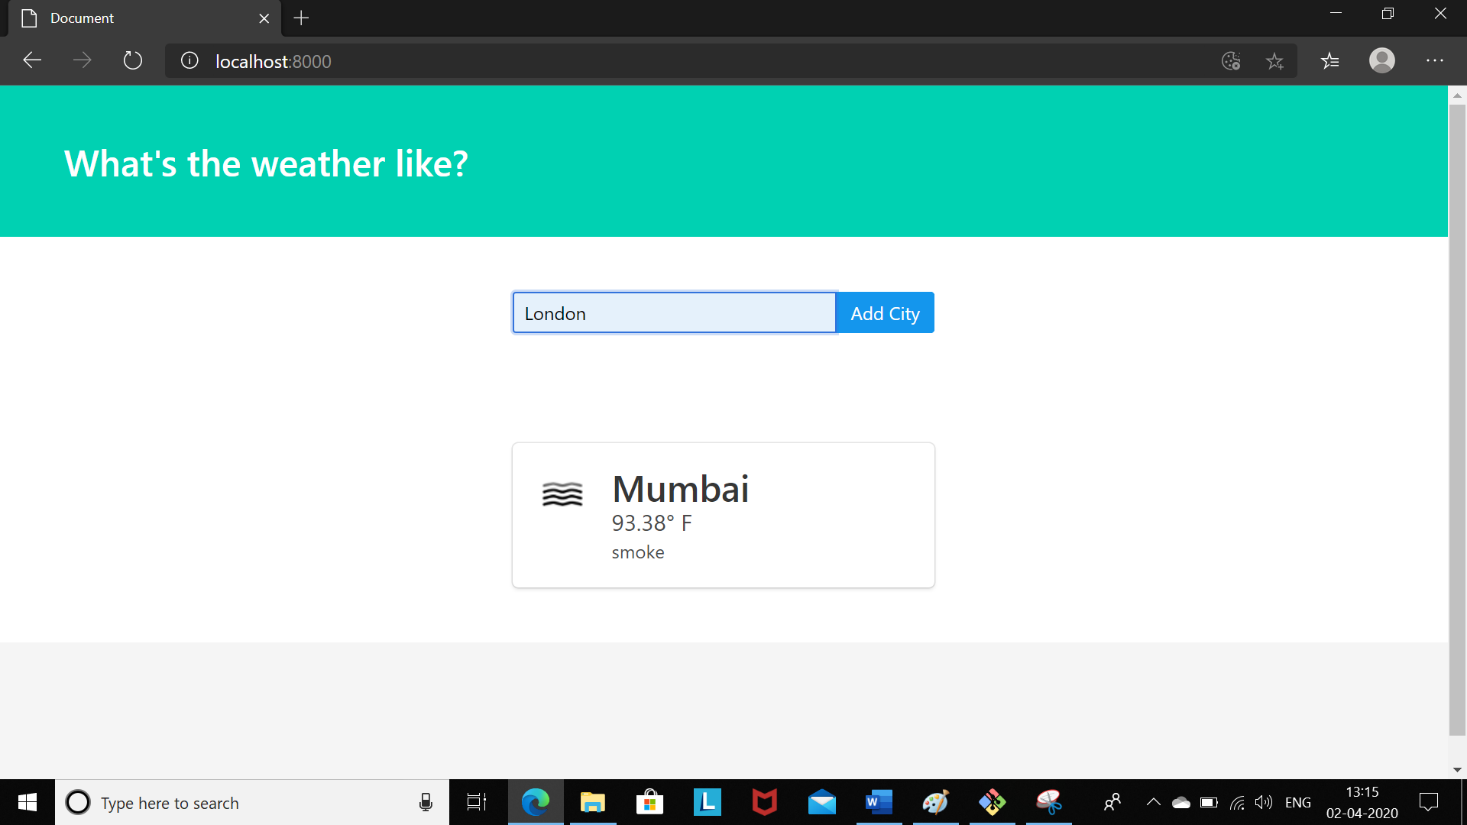 Document
localhost:8000
What's the weather like?
London
Add City
Mumbai
93.38° F
smoke
Type here to search
L
W
ENG
13:15
02-04-2020